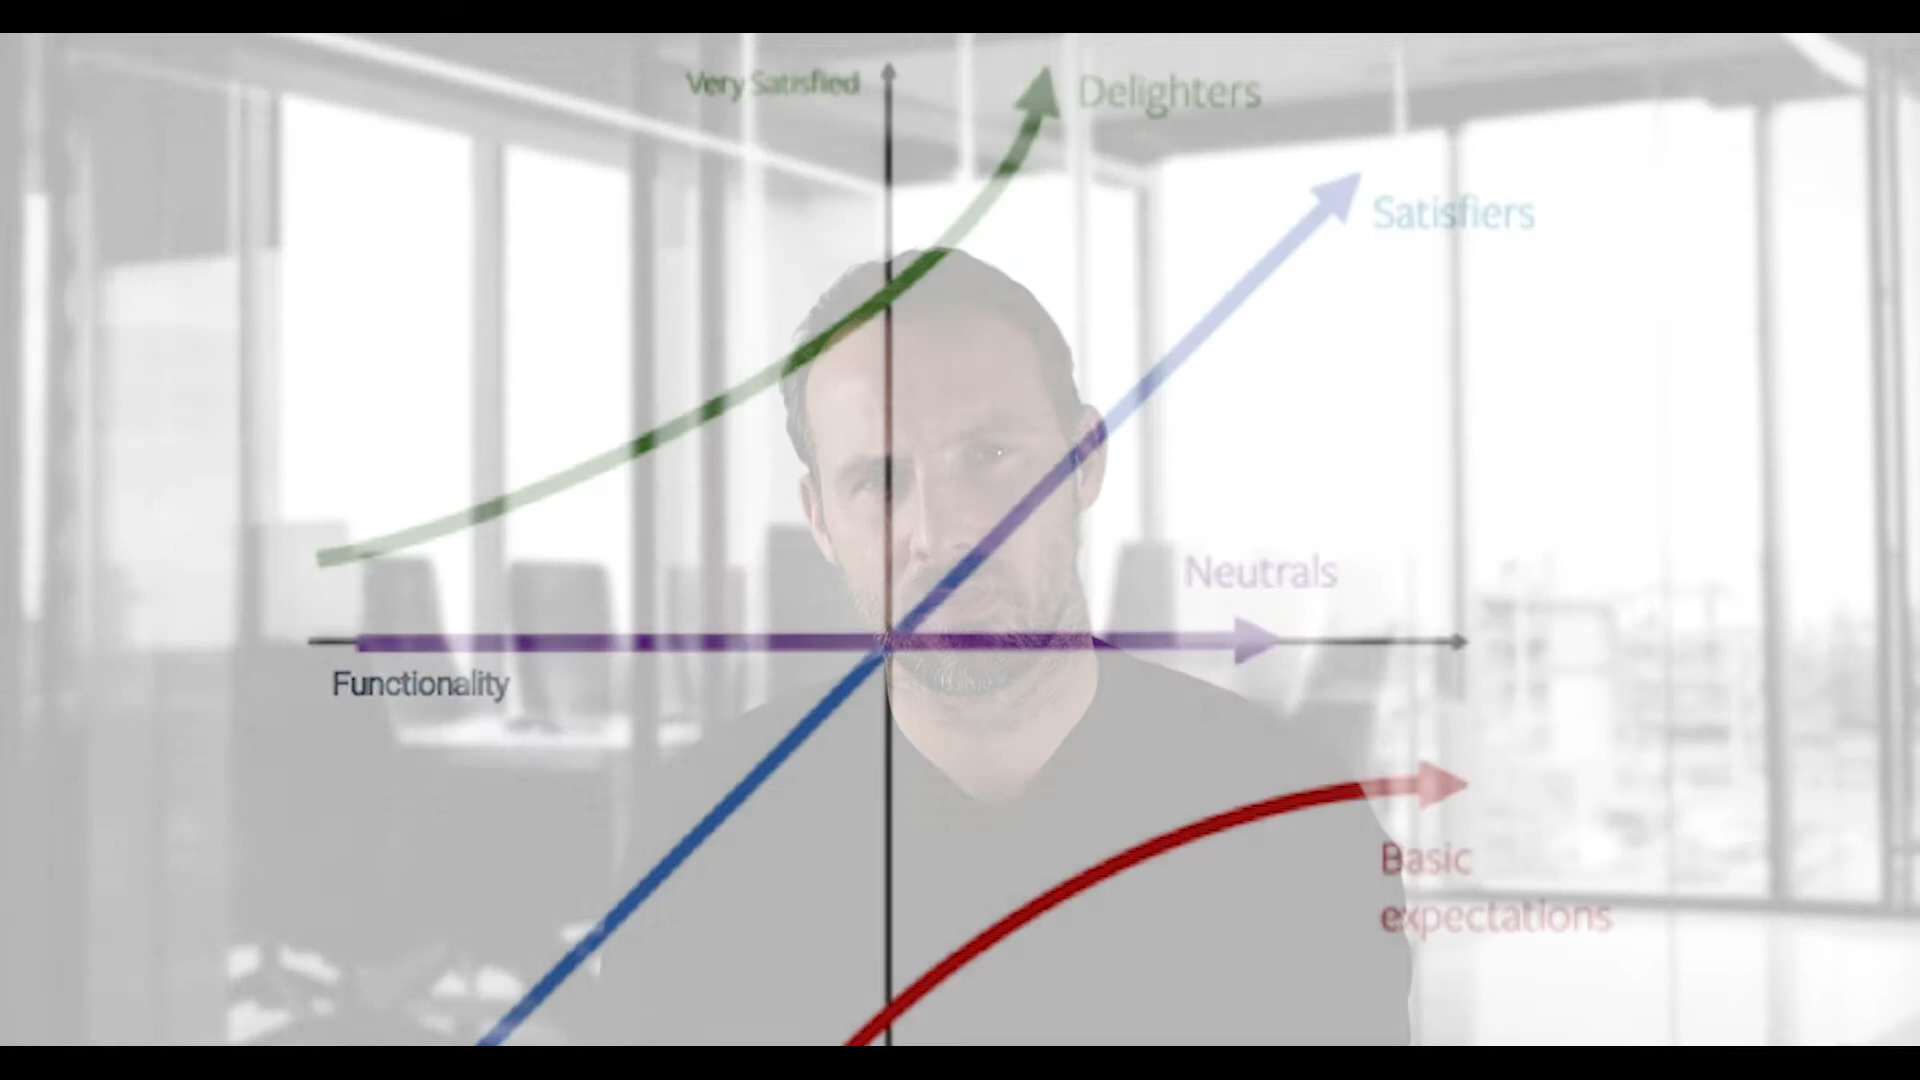 Very Satisfied
Delighters
Satisfiers
Neutrals
Functionality
Basic
expectations